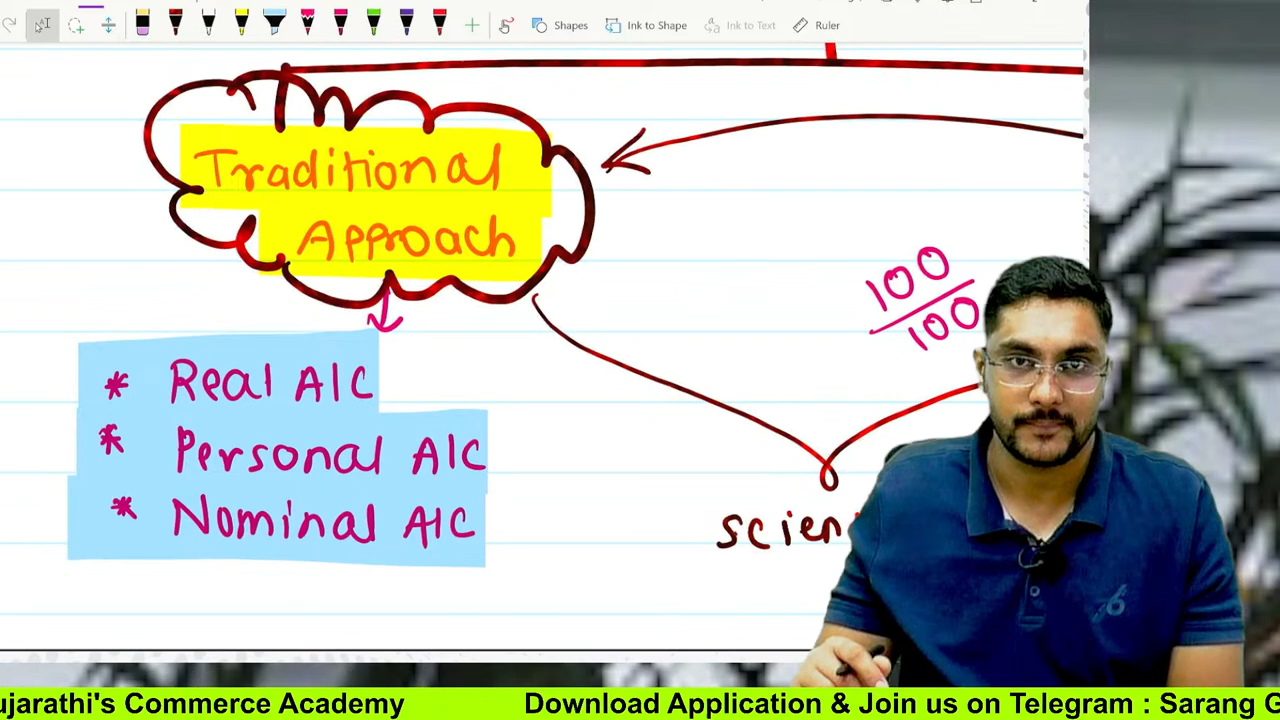 Shapes
Ink to Shape
Ink to Text
Ruler
Traditional
Approach
100
100
* Real A/C
* Personal A/C
* Nominal A/C
scien
ujarathi's Commerce Academy
Download Application & Join us on Telegram : Sarang G